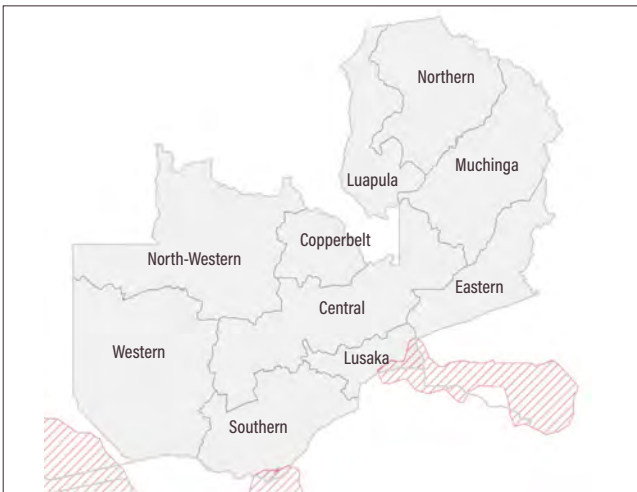 Northern
Muchinga
Luapula
Copperbelt
North-Western
Eastern
Central
Western
Lusaka
Southern